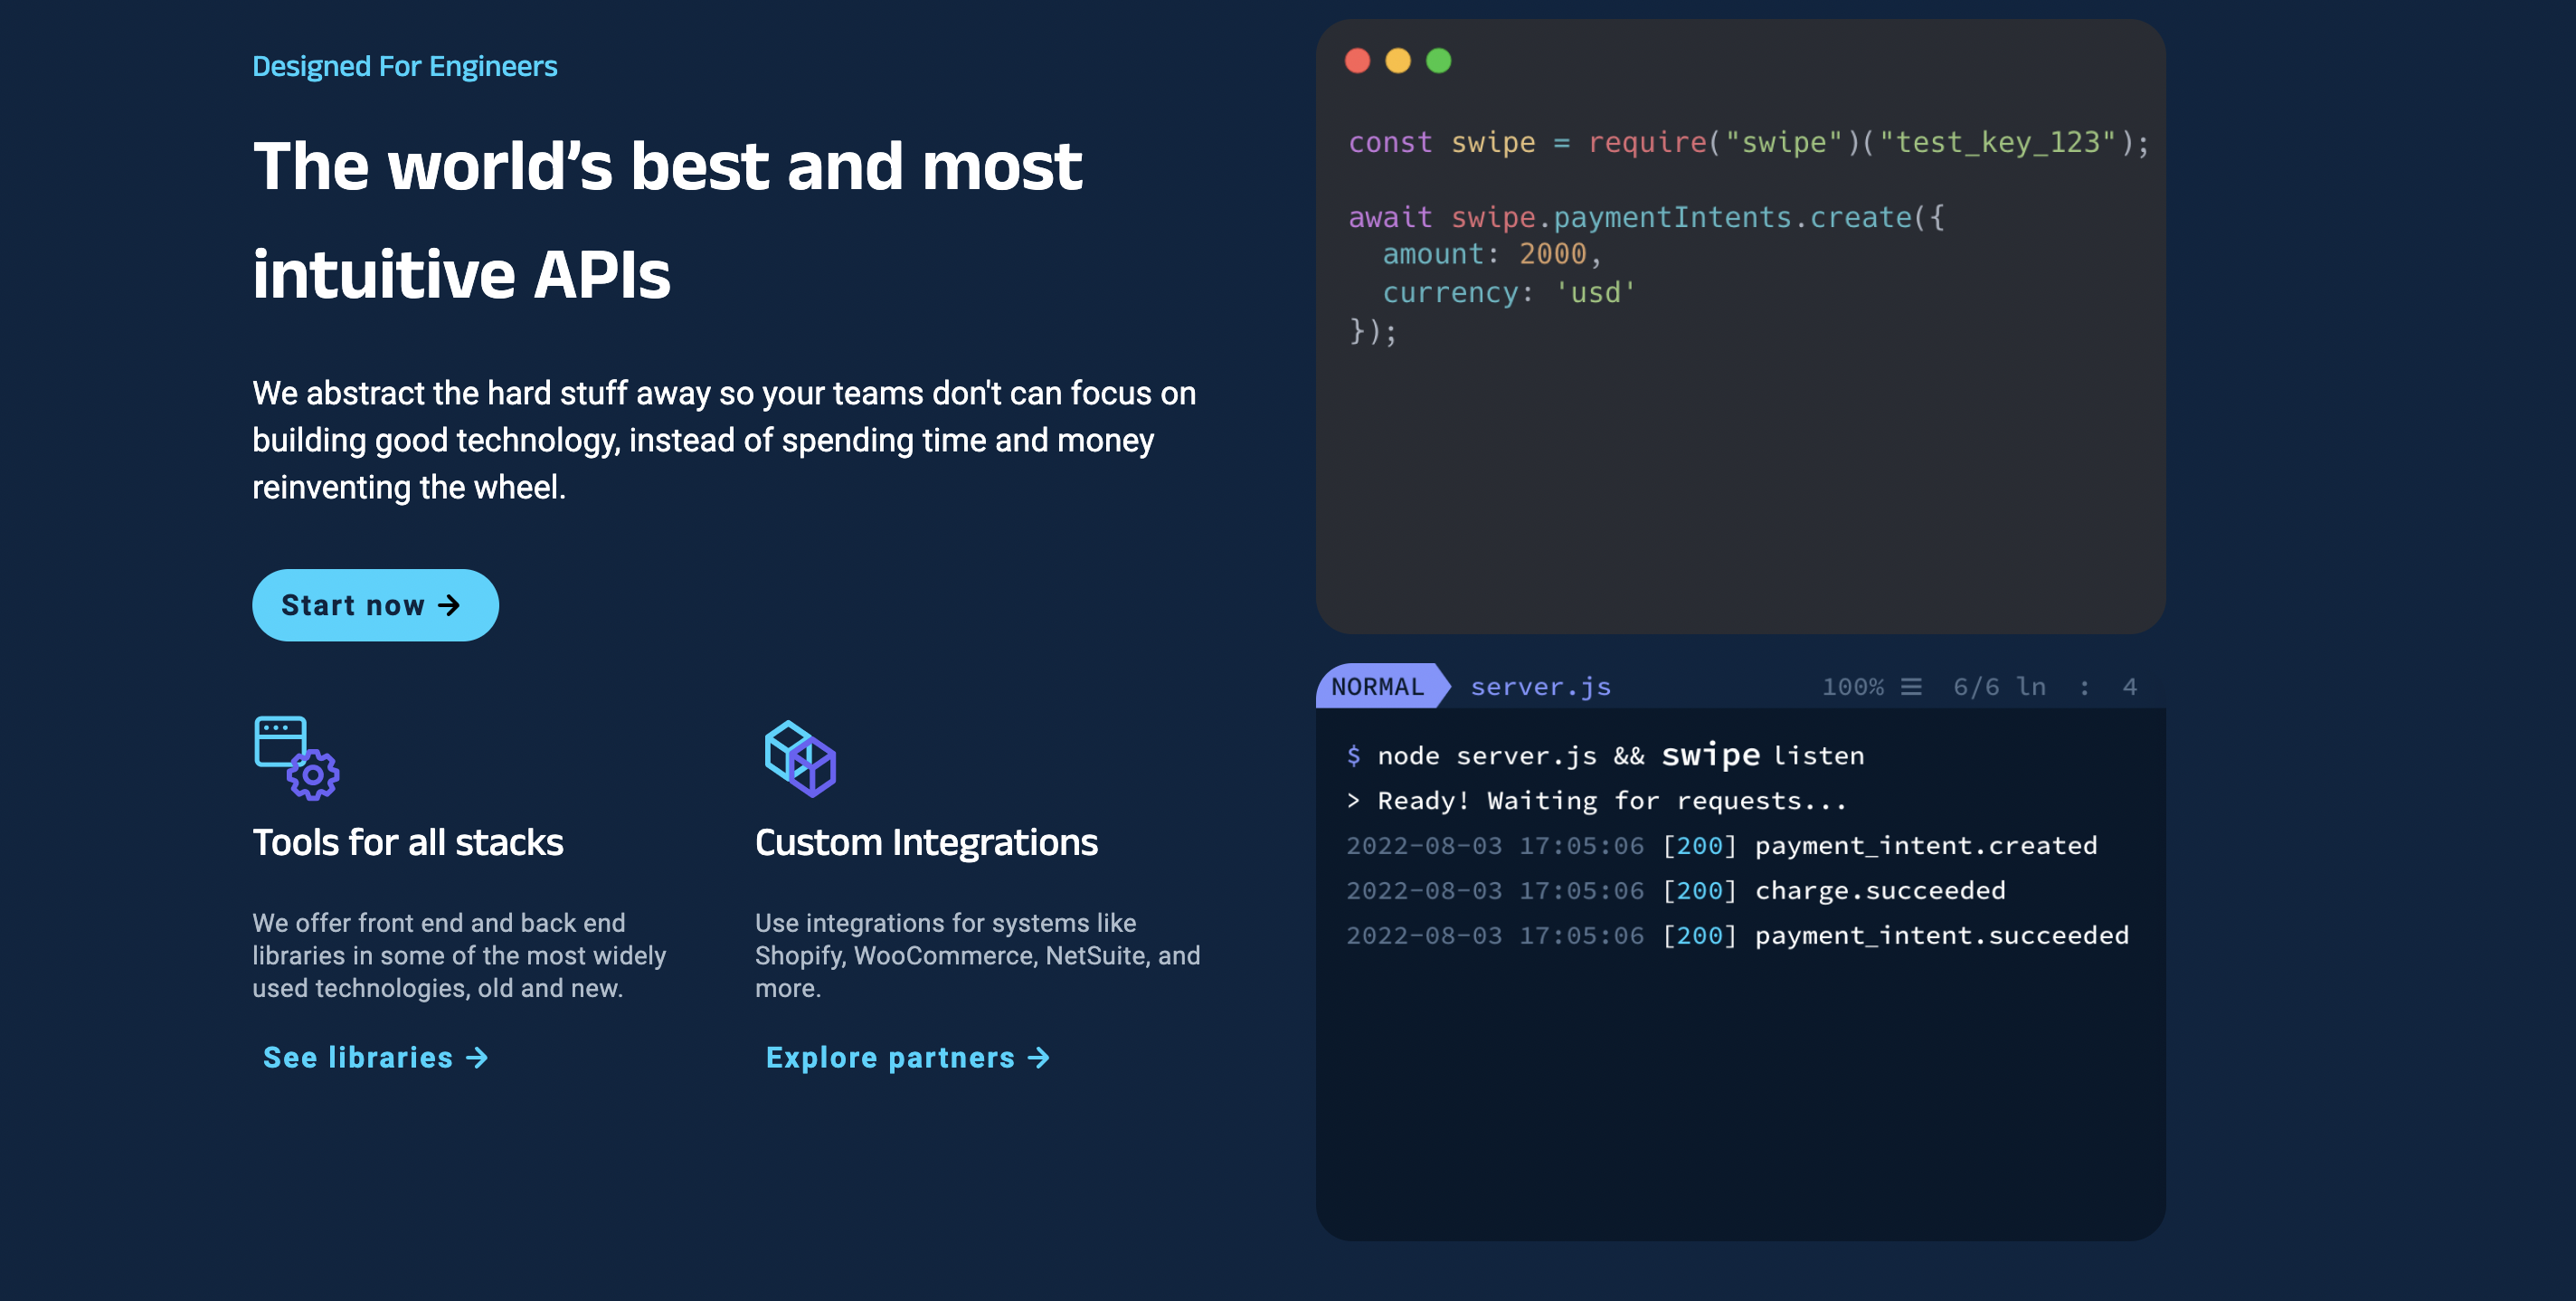 Designed For Engineers
The world’s best and most
intuitive APIs
We abstract the hard stuff away so your teams don't can focus on
building good technology, instead of spending time and money
reinventing the wheel.
Start now →
Tools for all stacks
We offer front end and back end
libraries in some of the most widely
used technologies, old and new.
See libraries →
Custom Integrations
Use integrations for systems like
Shopify, WooCommerce, NetSuite, and
more.
Explore partners →
const swipe = require("swipe")("test_key_123");
await swipe.paymentIntents.create({
  amount: 2000,
  currency: 'usd'
});
NORMAL server.js 100% ☰ 6/6 ln : 4
$ node server.js && swipe listen
> Ready! Waiting for requests...
2022-08-03 17:05:06 [200] payment_intent.created
2022-08-03 17:05:06 [200] charge.succeeded
2022-08-03 17:05:06 [200] payment_intent.succeeded